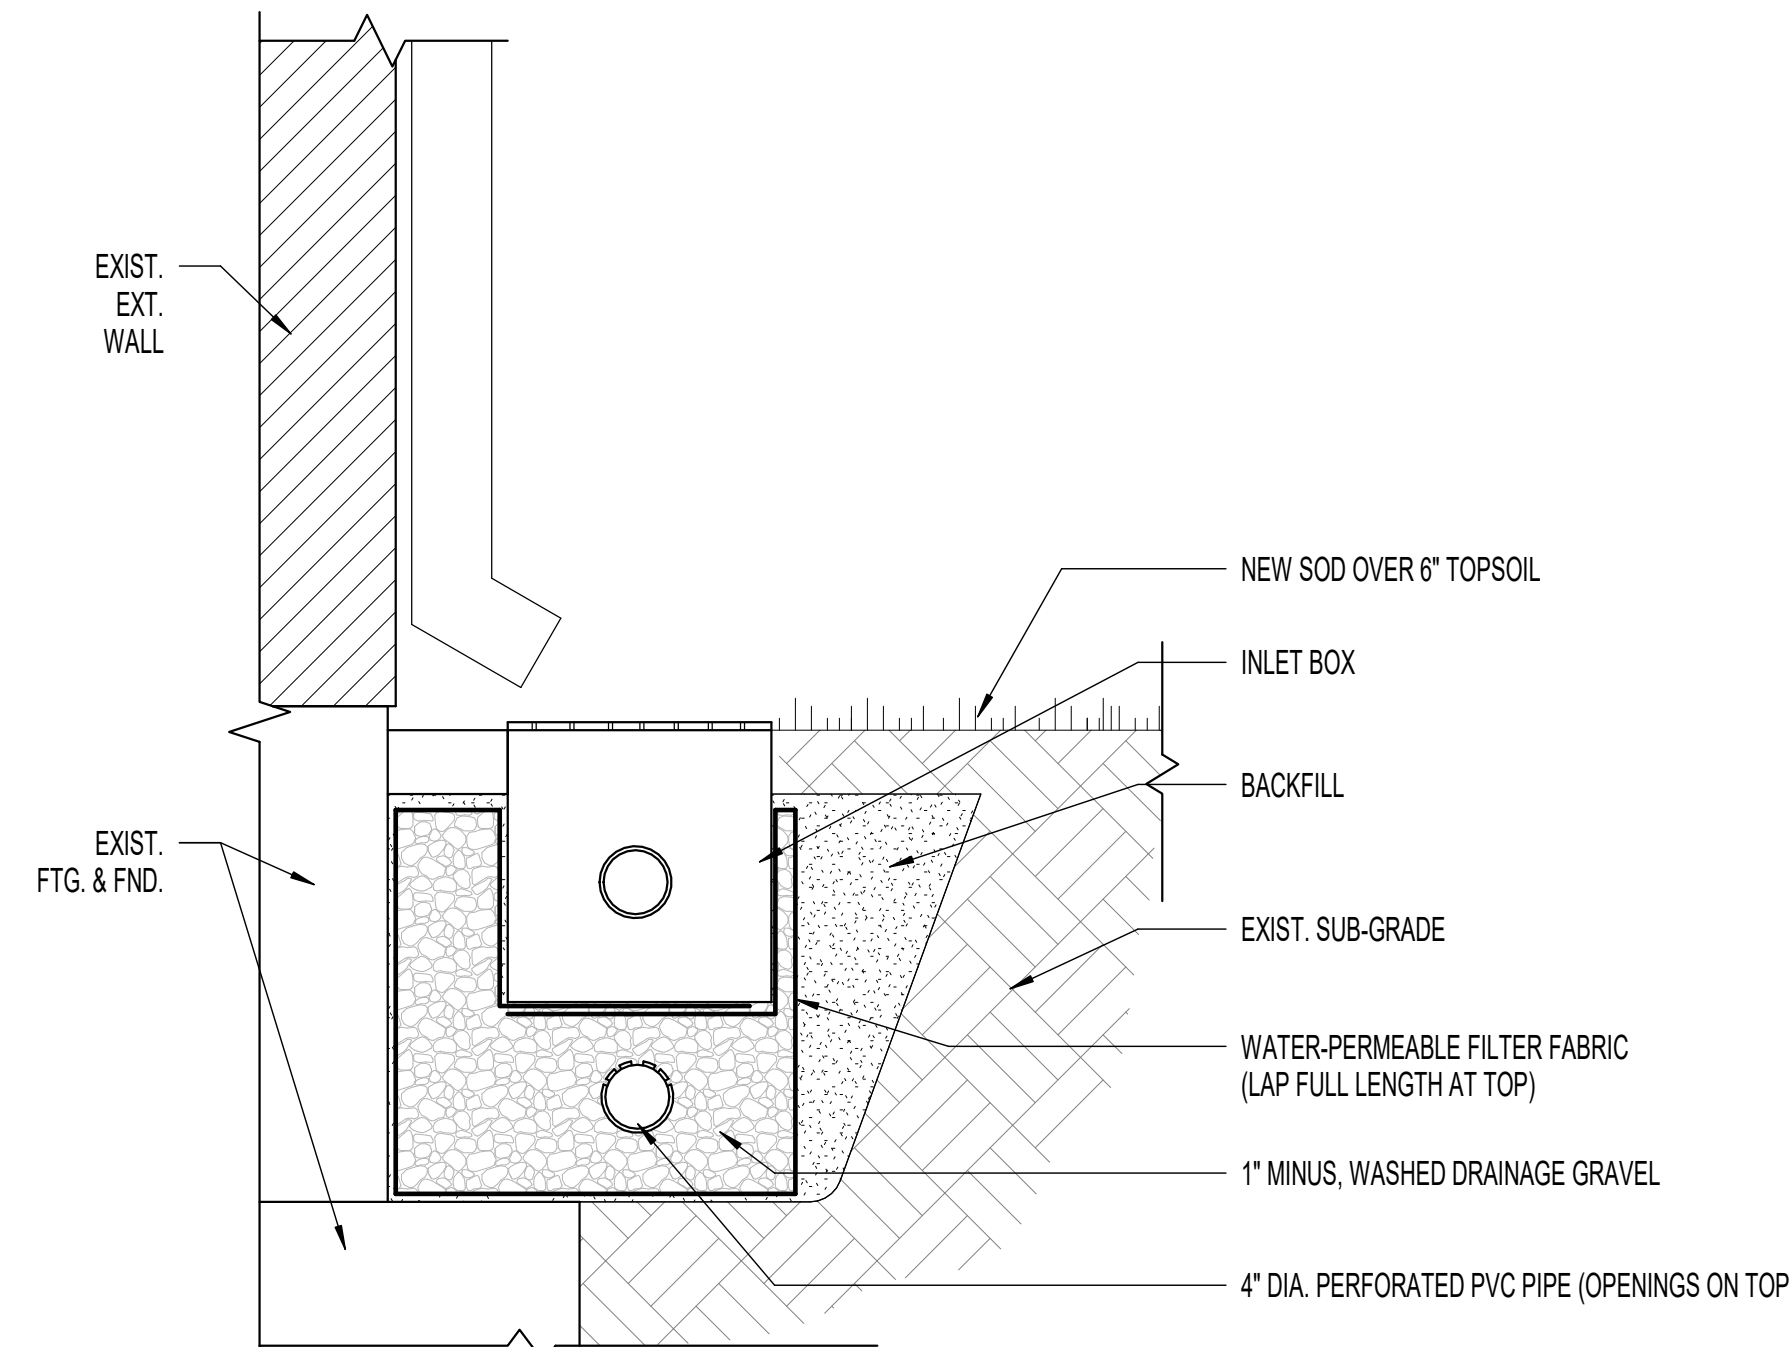 EXIST.
EXT.
WALL
NEW SOD OVER 6" TOPSOIL
INLET BOX
BACKFILL
EXIST.
FTG. & FND.
EXIST. SUB-GRADE
WATER-PERMEABLE FILTER FABRIC
(LAP FULL LENGTH AT TOP)
1" MINUS, WASHED DRAINAGE GRAVEL
4" DIA. PERFORATED PVC PIPE (OPENINGS ON TOP